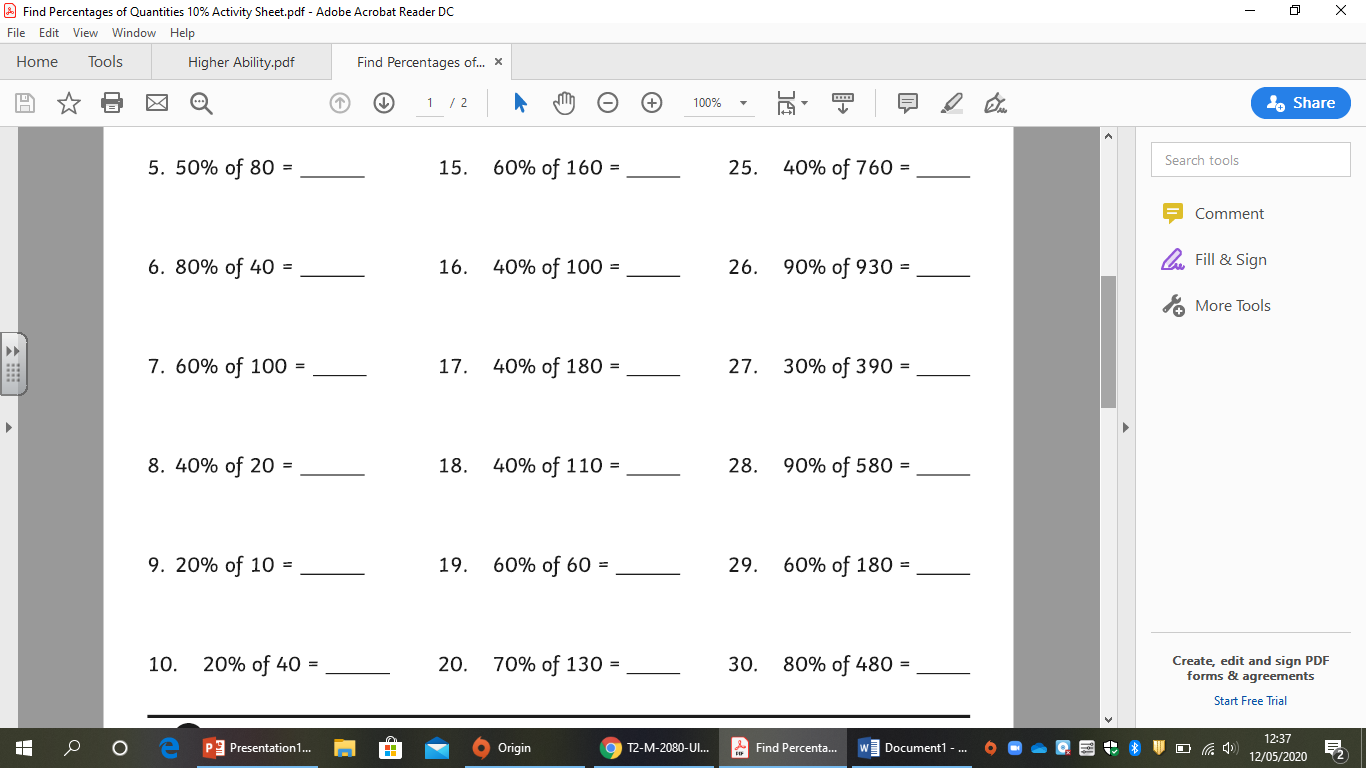 Find Percentages of Quantities 10% Activity Sheet.pdf - Adobe Acrobat Reader DC
File Edit View Window Help
Home Tools Higher Ability.pdf Find Percentages of... ×
1 / 2 100% Share
5. 50% of 80 = ______ 15. 60% of 160 = _____ 25. 40% of 760 = _____
6. 80% of 40 = ______ 16. 40% of 100 = _____ 26. 90% of 930 = _____
7. 60% of 100 = _____ 17. 40% of 180 = _____ 27. 30% of 390 = _____
8. 40% of 20 = ______ 18. 40% of 110 = _____ 28. 90% of 580 = _____
9. 20% of 10 = ______ 19. 60% of 60 = ______ 29. 60% of 180 = _____
10. 20% of 40 = ______ 20. 70% of 130 = _____ 30. 80% of 480 = _____
Search tools
Comment
Fill & Sign
More Tools
Create, edit and sign PDF
forms & agreements
Start Free Trial
Presentation1... Origin T2-M-2080-Ul... Find Percenta... Document1 - ... 12:37
12/05/2020 2